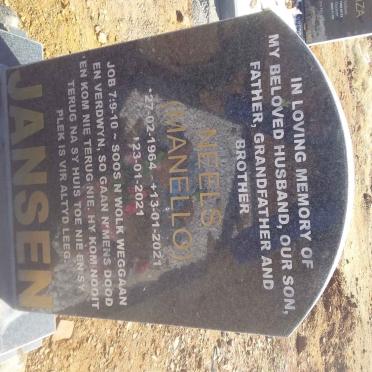 IN LOVING MEMORY OF
MY BELOVED HUSBAND, OUR SON,
FATHER, GRANDFATHER AND
BROTHER
NEELS
(MANELLO)
*27-02-1964 - +13-01-2021
+23-01-2021
JOB 7:9-10 - SOOS N WOLK WEGGAAN
EN VERDWYN, SO GAAN N MENS DOOD
EN KOM NIE TERUG NIE. HY KOM NOOIT
TERUG NA SY HUIS TOE NIE EN SY
PLEK IS VIR ALTYD LEEG.
JANSEN
ZA